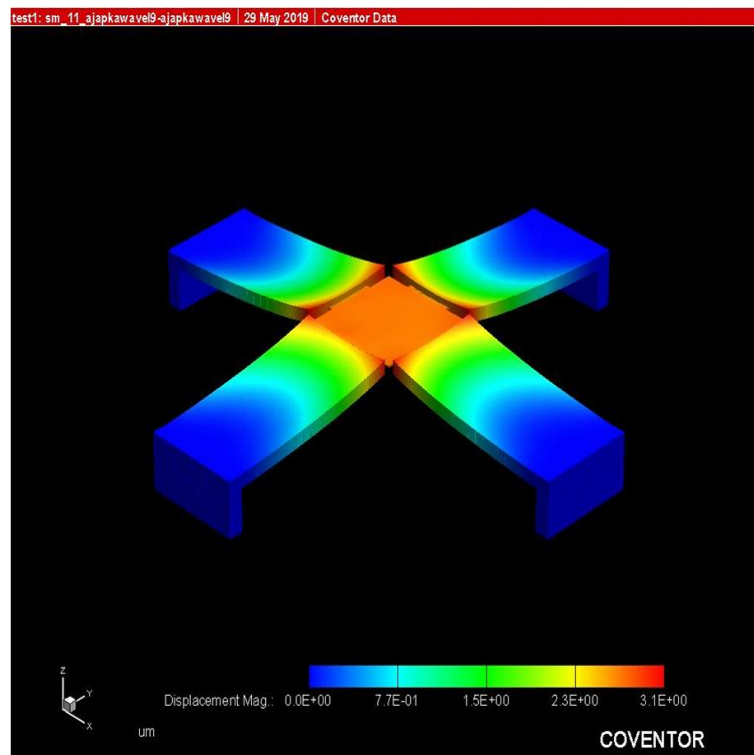 test1: sm_11_ajapkawavel9-ajapkawavel9 | 29 May 2019 | Coventor Data
Z
Y
X
um
Displacement Mag.: 0.0E+00 7.7E-01 1.5E+00 2.3E+00 3.1E+00
COVENTOR